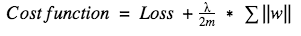 Cost function = Loss + λ/2m * ∑ ||w||